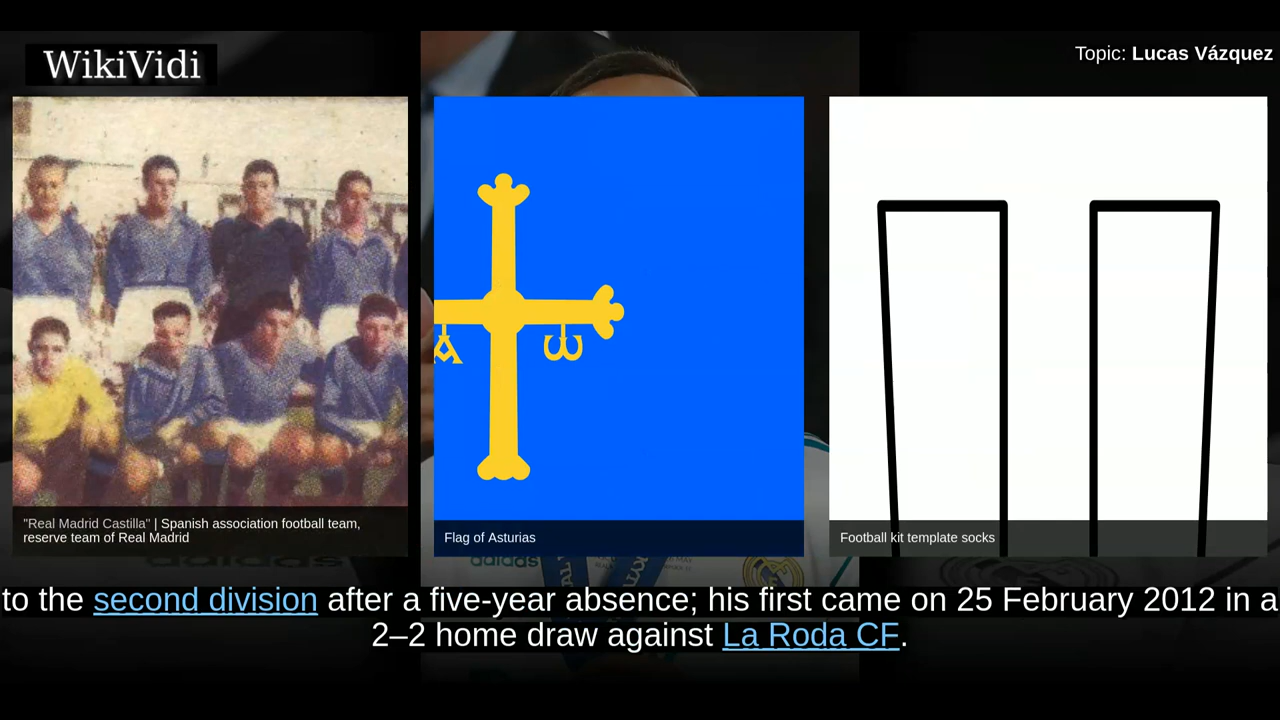 WikiVidi
Topic: Lucas Vázquez
"Real Madrid Castilla" | Spanish association football team,
reserve team of Real Madrid
Flag of Asturias
Football kit template socks
adidas
to the second division after a five-year absence; his first came on 25 February 2012 in a
2–2 home draw against La Roda CF.